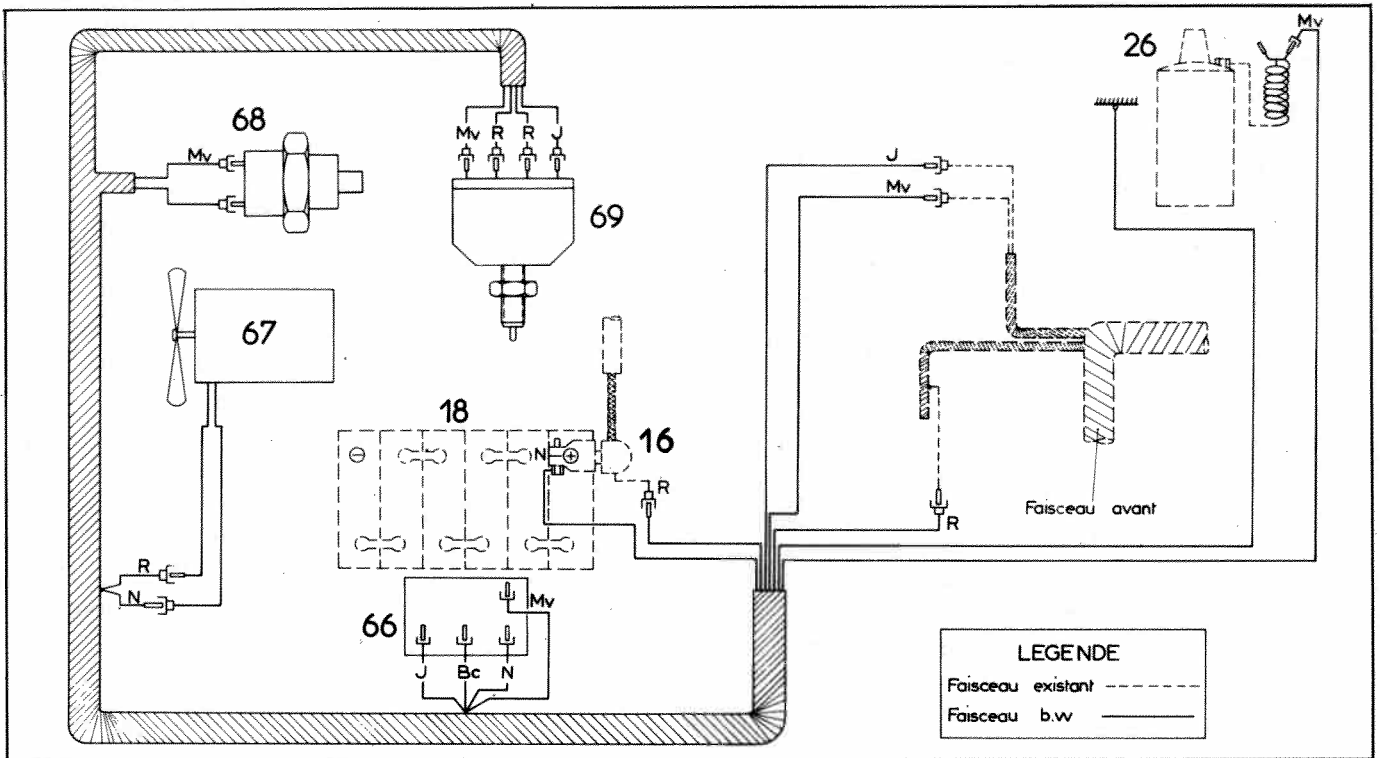 26
Mv
68
Mv
Mv R R J
69
J
Mv
67
18
N
16
R
R
Faisceau avant
R
N
66
Mv
J Bc N
LEGENDE
Faisceau existant
Faisceau b.w